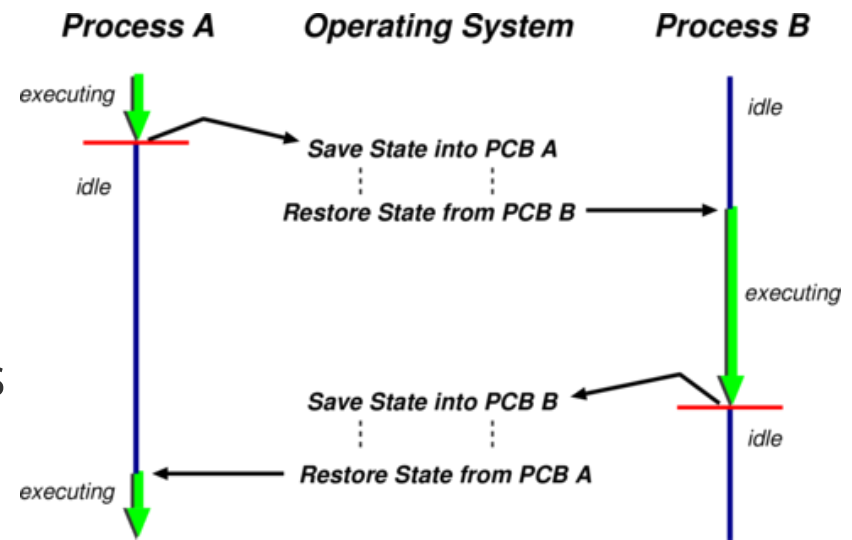 Process A Operating System Process B
executing
idle
Save State into PCB A
idle
Restore State from PCB B
executing
s
Save State into PCB B
idle
Restore State from PCB A
executing